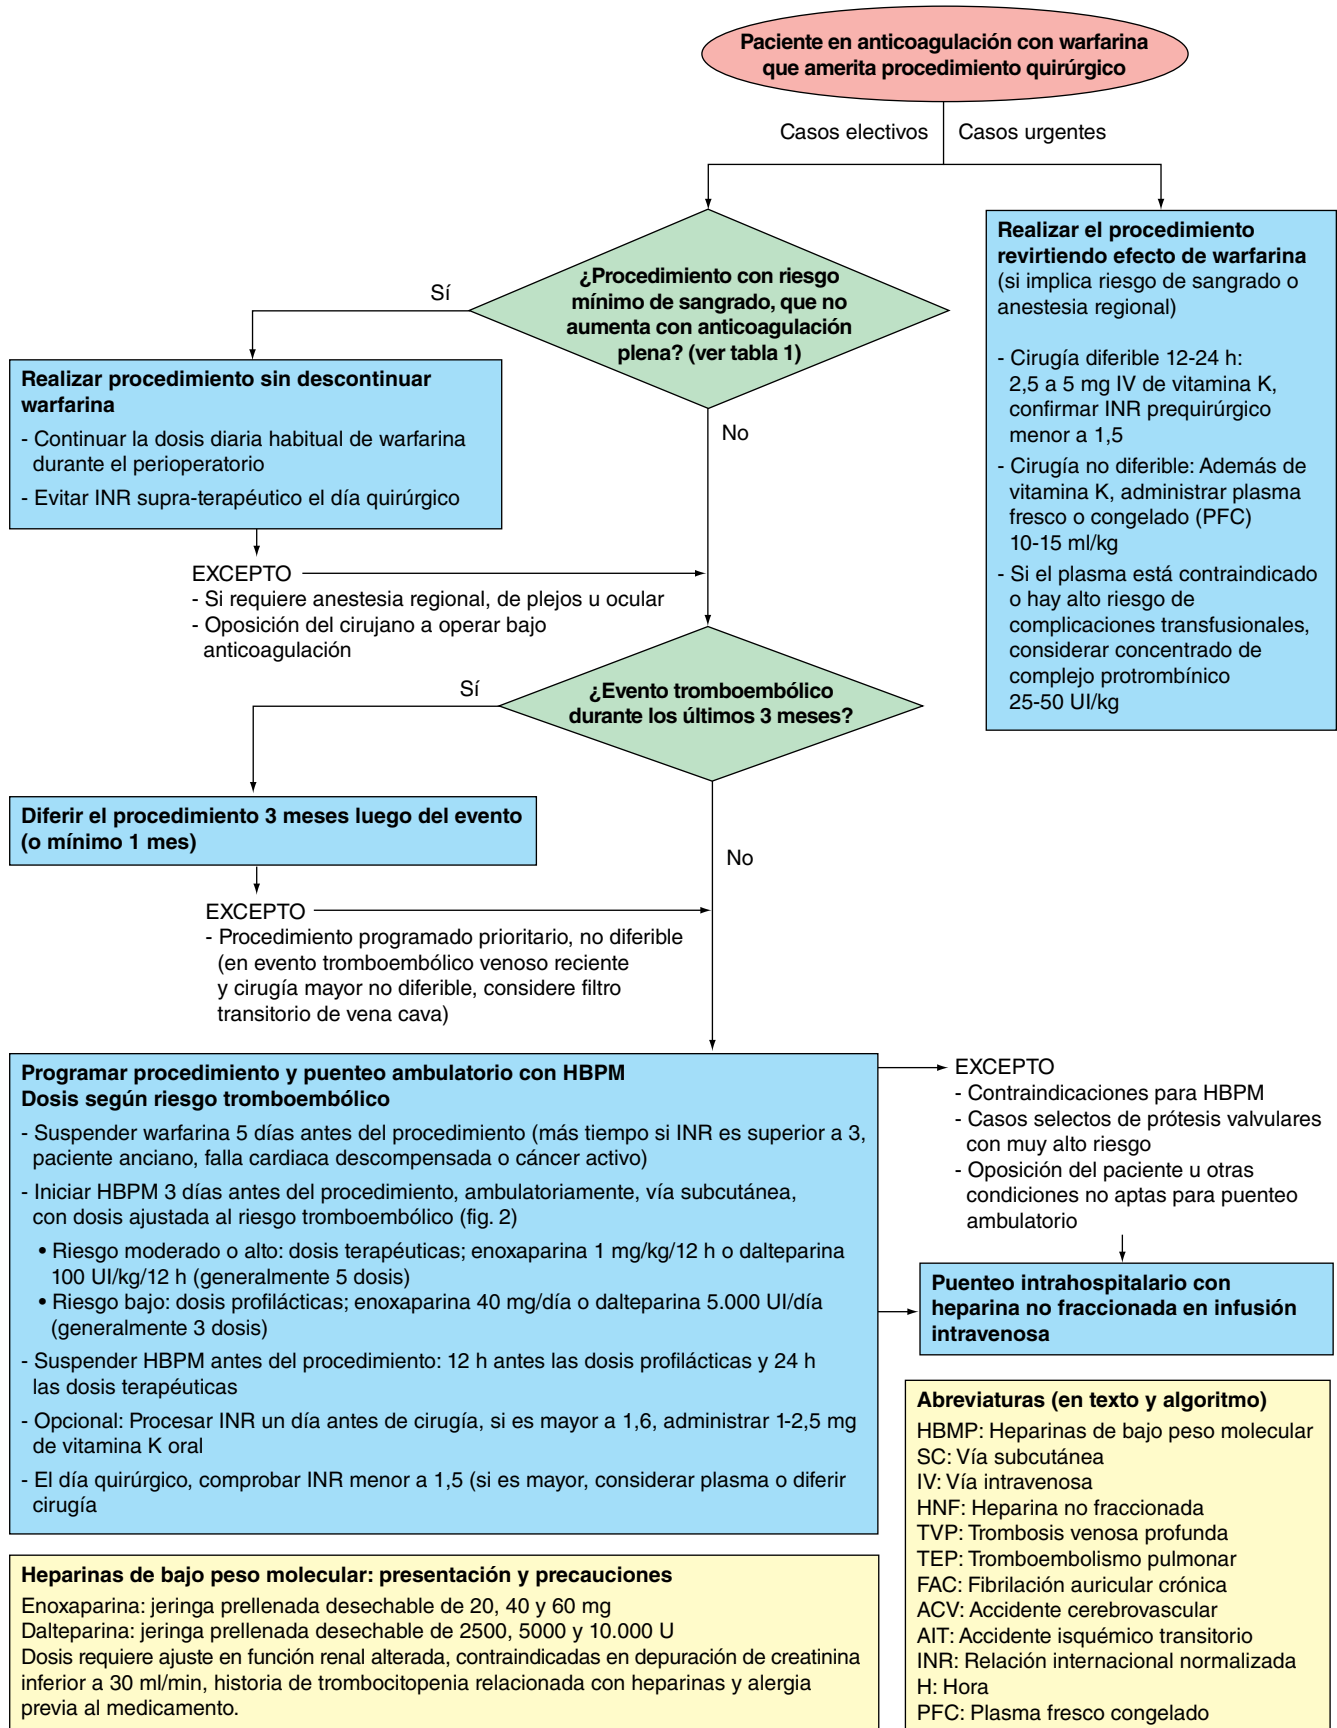 Paciente en anticoagulación con warfarina
que amerita procedimiento quirúrgico
Casos electivos
Casos urgentes
¿Procedimiento con riesgo
mínimo de sangrado, que no
aumenta con anticoagulación
plena? (ver tabla 1)
Sí
No
Realizar el procedimiento
revirtiendo efecto de warfarina
(si implica riesgo de sangrado o
anestesia regional)
- Cirugía diferible 12-24 h:
2,5 a 5 mg IV de vitamina K,
confirmar INR prequirúrgico
menor a 1,5
- Cirugía no diferible: Además de
vitamina K, administrar plasma
fresco o congelado (PFC)
10-15 ml/kg
- Si el plasma está contraindicado
o hay alto riesgo de
complicaciones transfusionales,
considerar concentrado de
complejo protrombínico
25-50 UI/kg
Realizar procedimiento sin descontinuar
warfarina
- Continuar la dosis diaria habitual de warfarina
durante el perioperatorio
- Evitar INR supra-terapéutico el día quirúrgico
EXCEPTO
- Si requiere anestesia regional, de plejos u ocular
- Oposición del cirujano a operar bajo
anticoagulación
¿Evento tromboembólico
durante los últimos 3 meses?
Sí
No
Diferir el procedimiento 3 meses luego del evento
(o mínimo 1 mes)
EXCEPTO
- Procedimiento programado prioritario, no diferible
(en evento tromboembólico venoso reciente
y cirugía mayor no diferible, considere filtro
transitorio de vena cava)
Programar procedimiento y puenteo ambulatorio con HBPM
Dosis según riesgo tromboembólico
- Suspender warfarina 5 días antes del procedimiento (más tiempo si INR es superior a 3,
paciente anciano, falla cardiaca descompensada o cáncer activo)
- Iniciar HBPM 3 días antes del procedimiento, ambulatoriamente, vía subcutánea,
con dosis ajustada al riesgo tromboembólico (fig. 2)
• Riesgo moderado o alto: dosis terapéuticas; enoxaparina 1 mg/kg/12 h o dalteparina
100 UI/kg/12 h (generalmente 5 dosis)
• Riesgo bajo: dosis profilácticas; enoxaparina 40 mg/día o dalteparina 5.000 UI/día
(generalmente 3 dosis)
- Suspender HBPM antes del procedimiento: 12 h antes las dosis profilácticas y 24 h
las dosis terapéuticas
- Opcional: Procesar INR un día antes de cirugía, si es mayor a 1,6, administrar 1-2,5 mg
de vitamina K oral
- El día quirúrgico, comprobar INR menor a 1,5 (si es mayor, considerar plasma o diferir
cirugía
EXCEPTO
- Contraindicaciones para HBPM
- Casos selectos de prótesis valvulares
con muy alto riesgo
- Oposición del paciente u otras
condiciones no aptas para puenteo
ambulatorio
Puenteo intrahospitalario con
heparina no fraccionada en infusión
intravenosa
Heparinas de bajo peso molecular: presentación y precauciones
Enoxaparina: jeringa prellenada desechable de 20, 40 y 60 mg
Dalteparina: jeringa prellenada desechable de 2500, 5000 y 10.000 U
Dosis requiere ajuste en función renal alterada, contraindicadas en depuración de creatinina
inferior a 30 ml/min, historia de trombocitopenia relacionada con heparinas y alergia
previa al medicamento.
Abreviaturas (en texto y algoritmo)
HBMP: Heparinas de bajo peso molecular
SC: Vía subcutánea
IV: Vía intravenosa
HNF: Heparina no fraccionada
TVP: Trombosis venosa profunda
TEP: Tromboembolismo pulmonar
FAC: Fibrilación auricular crónica
ACV: Accidente cerebrovascular
AIT: Accidente isquémico transitorio
INR: Relación internacional normalizada
H: Hora
PFC: Plasma fresco congelado